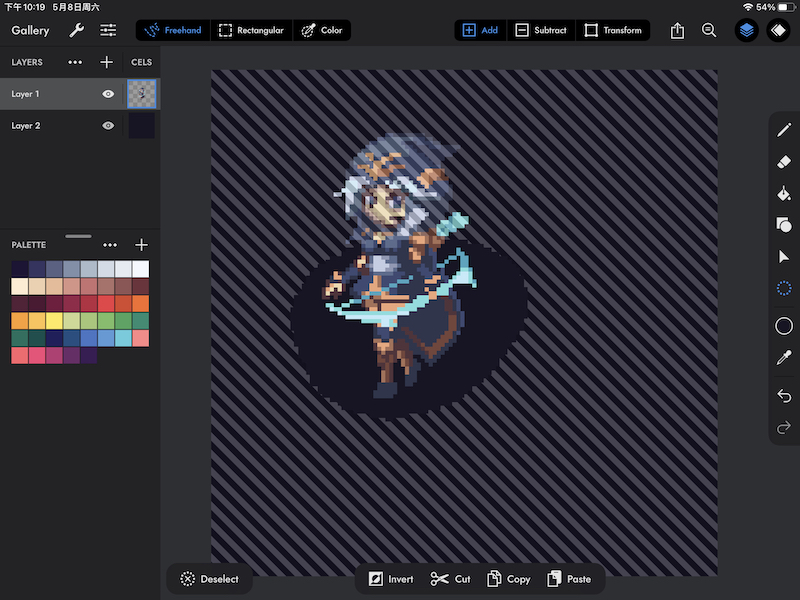 下午10:19 5月8日周六
54%
Gallery
Freehand
Rectangular
Color
Add
Subtract
Transform
LAYERS
CELS
Layer 1
Layer 2
PALETTE
Deselect
Invert
Cut
Copy
Paste